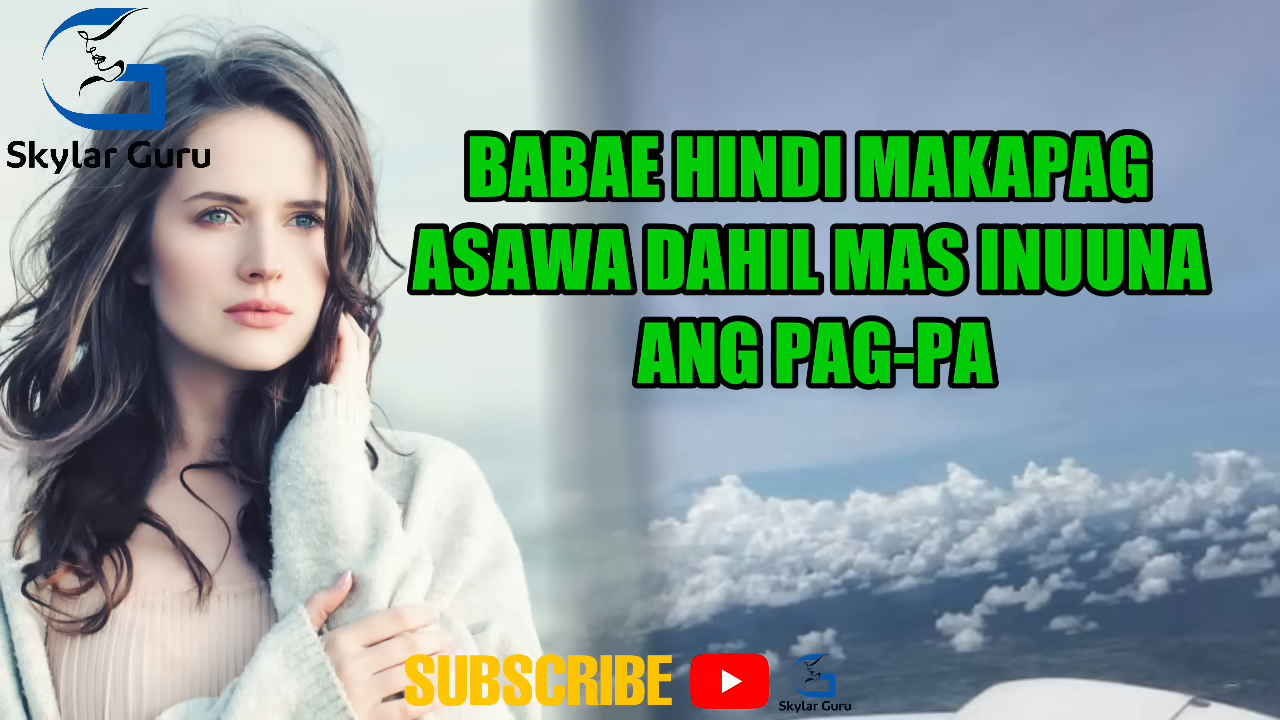 Skylar Guru
BABAE HINDI MAKAPAG
ASAWA DAHIL MAS INUUNA
ANG PAG-PA
SUBSCRIBE
Skylar Guru